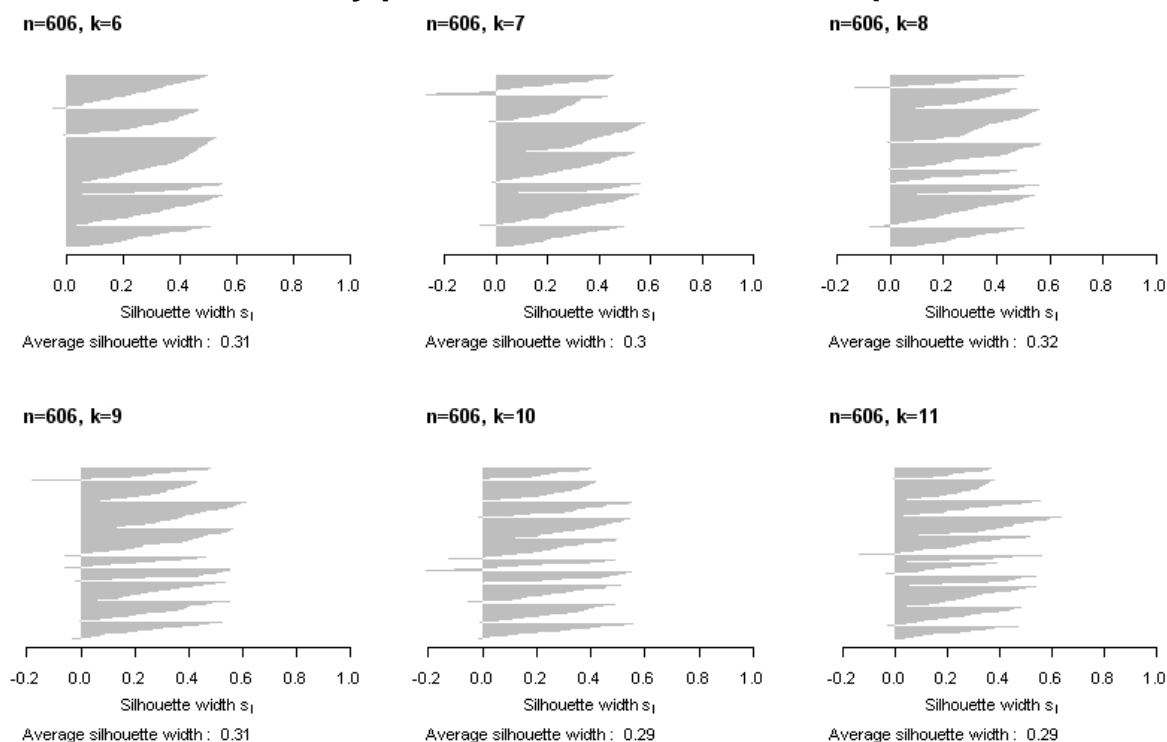 n=606, k=6 n=606, k=7 n=606, k=8
0.0 0.2 0.4 0.6 0.8 1.0 -0.2 0.0 0.2 0.4 0.6 0.8 1.0 -0.2 0.0 0.2 0.4 0.6 0.8 1.0
Silhouette width sI Silhouette width sI Silhouette width sI
Average silhouette width : 0.31 Average silhouette width : 0.3 Average silhouette width : 0.32
n=606, k=9 n=606, k=10 n=606, k=11
-0.2 0.0 0.2 0.4 0.6 0.8 1.0 -0.2 0.0 0.2 0.4 0.6 0.8 1.0 -0.2 0.0 0.2 0.4 0.6 0.8 1.0
Silhouette width sI Silhouette width sI Silhouette width sI
Average silhouette width : 0.31 Average silhouette width : 0.29 Average silhouette width : 0.29